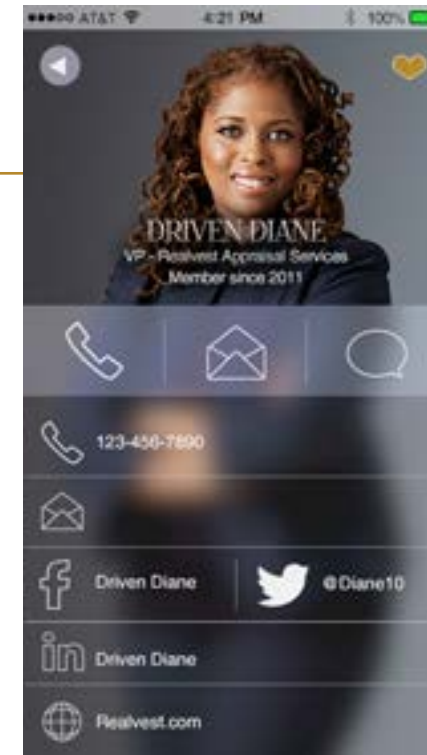 AT&T 4:21 PM 100%
DRIVEN DIANE
VP - Realvest Appraisal Services
Member since 2011
123-456-7890
Driven Diane @Diane10
Driven Diane
Realvest.com